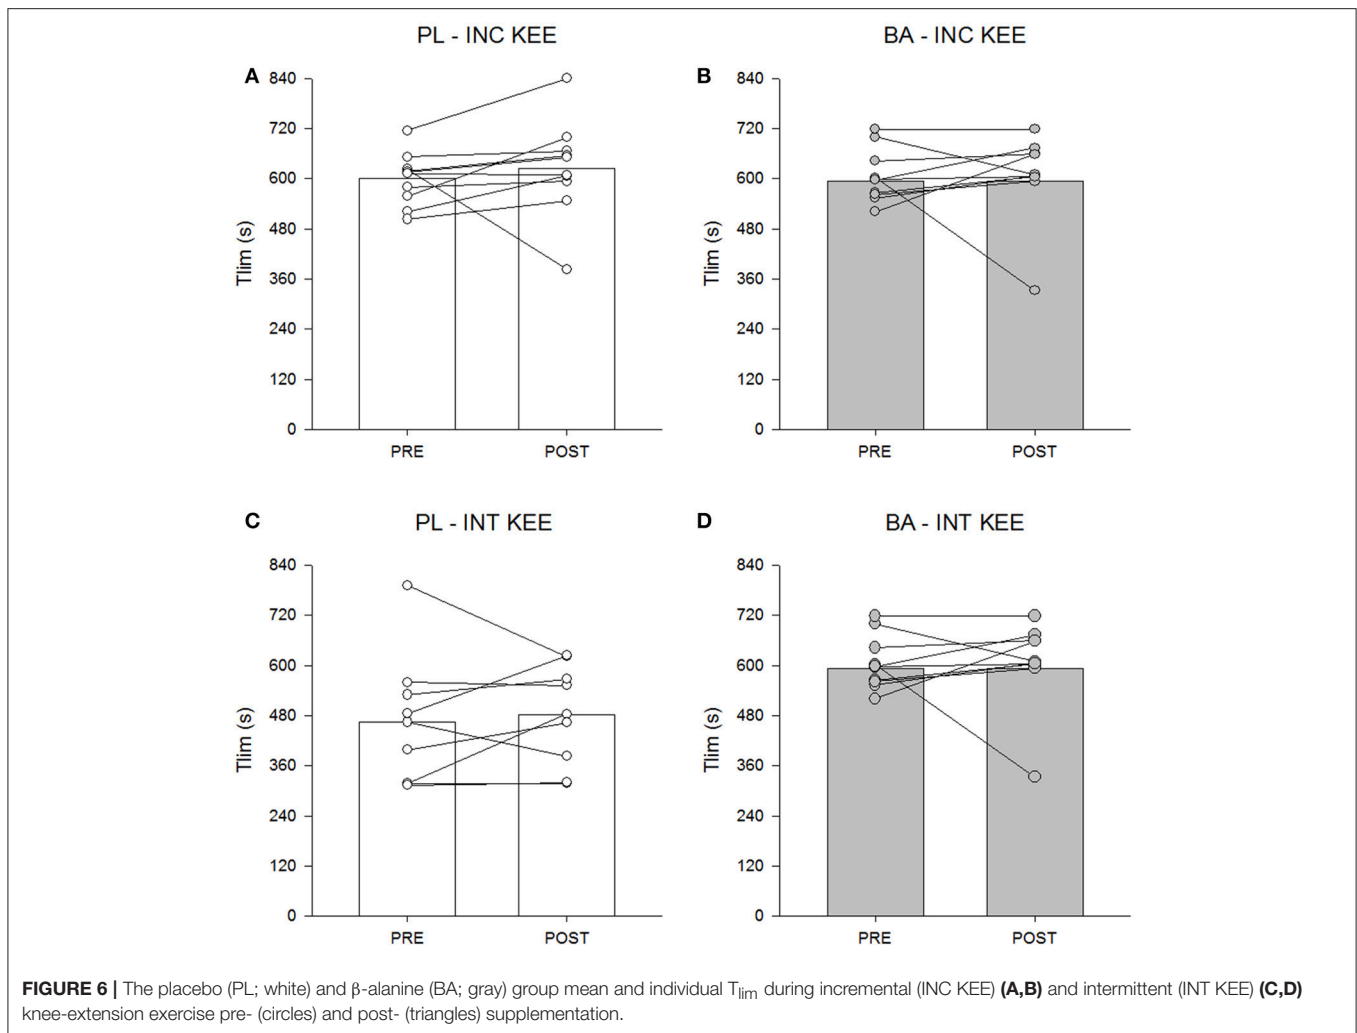 PL - INC KEE
BA - INC KEE
A
B
840
720
600
480
360
240
120
0
Tlim (s)
PRE
POST
840
720
600
480
360
240
120
0
Tlim (s)
PRE
POST
PL - INT KEE
BA - INT KEE
C
D
840
720
600
480
360
240
120
0
Tlim (s)
PRE
POST
840
720
600
480
360
240
120
0
Tlim (s)
PRE
POST
FIGURE 6 | The placebo (PL; white) and β-alanine (BA; gray) group mean and individual Tlim during incremental (INC KEE) (A,B) and intermittent (INT KEE) (C,D)
knee-extension exercise pre- (circles) and post- (triangles) supplementation.